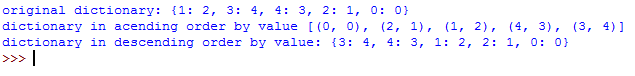 original dictionary: {1: 2, 3: 4, 4: 3, 2: 1, 0: 0}
dictionary in acending order by value [(0, 0), (2, 1), (1, 2), (4, 3), (3, 4)]
dictionary in descending order by value: {3: 4, 4: 3, 1: 2, 2: 1, 0: 0}
>>>